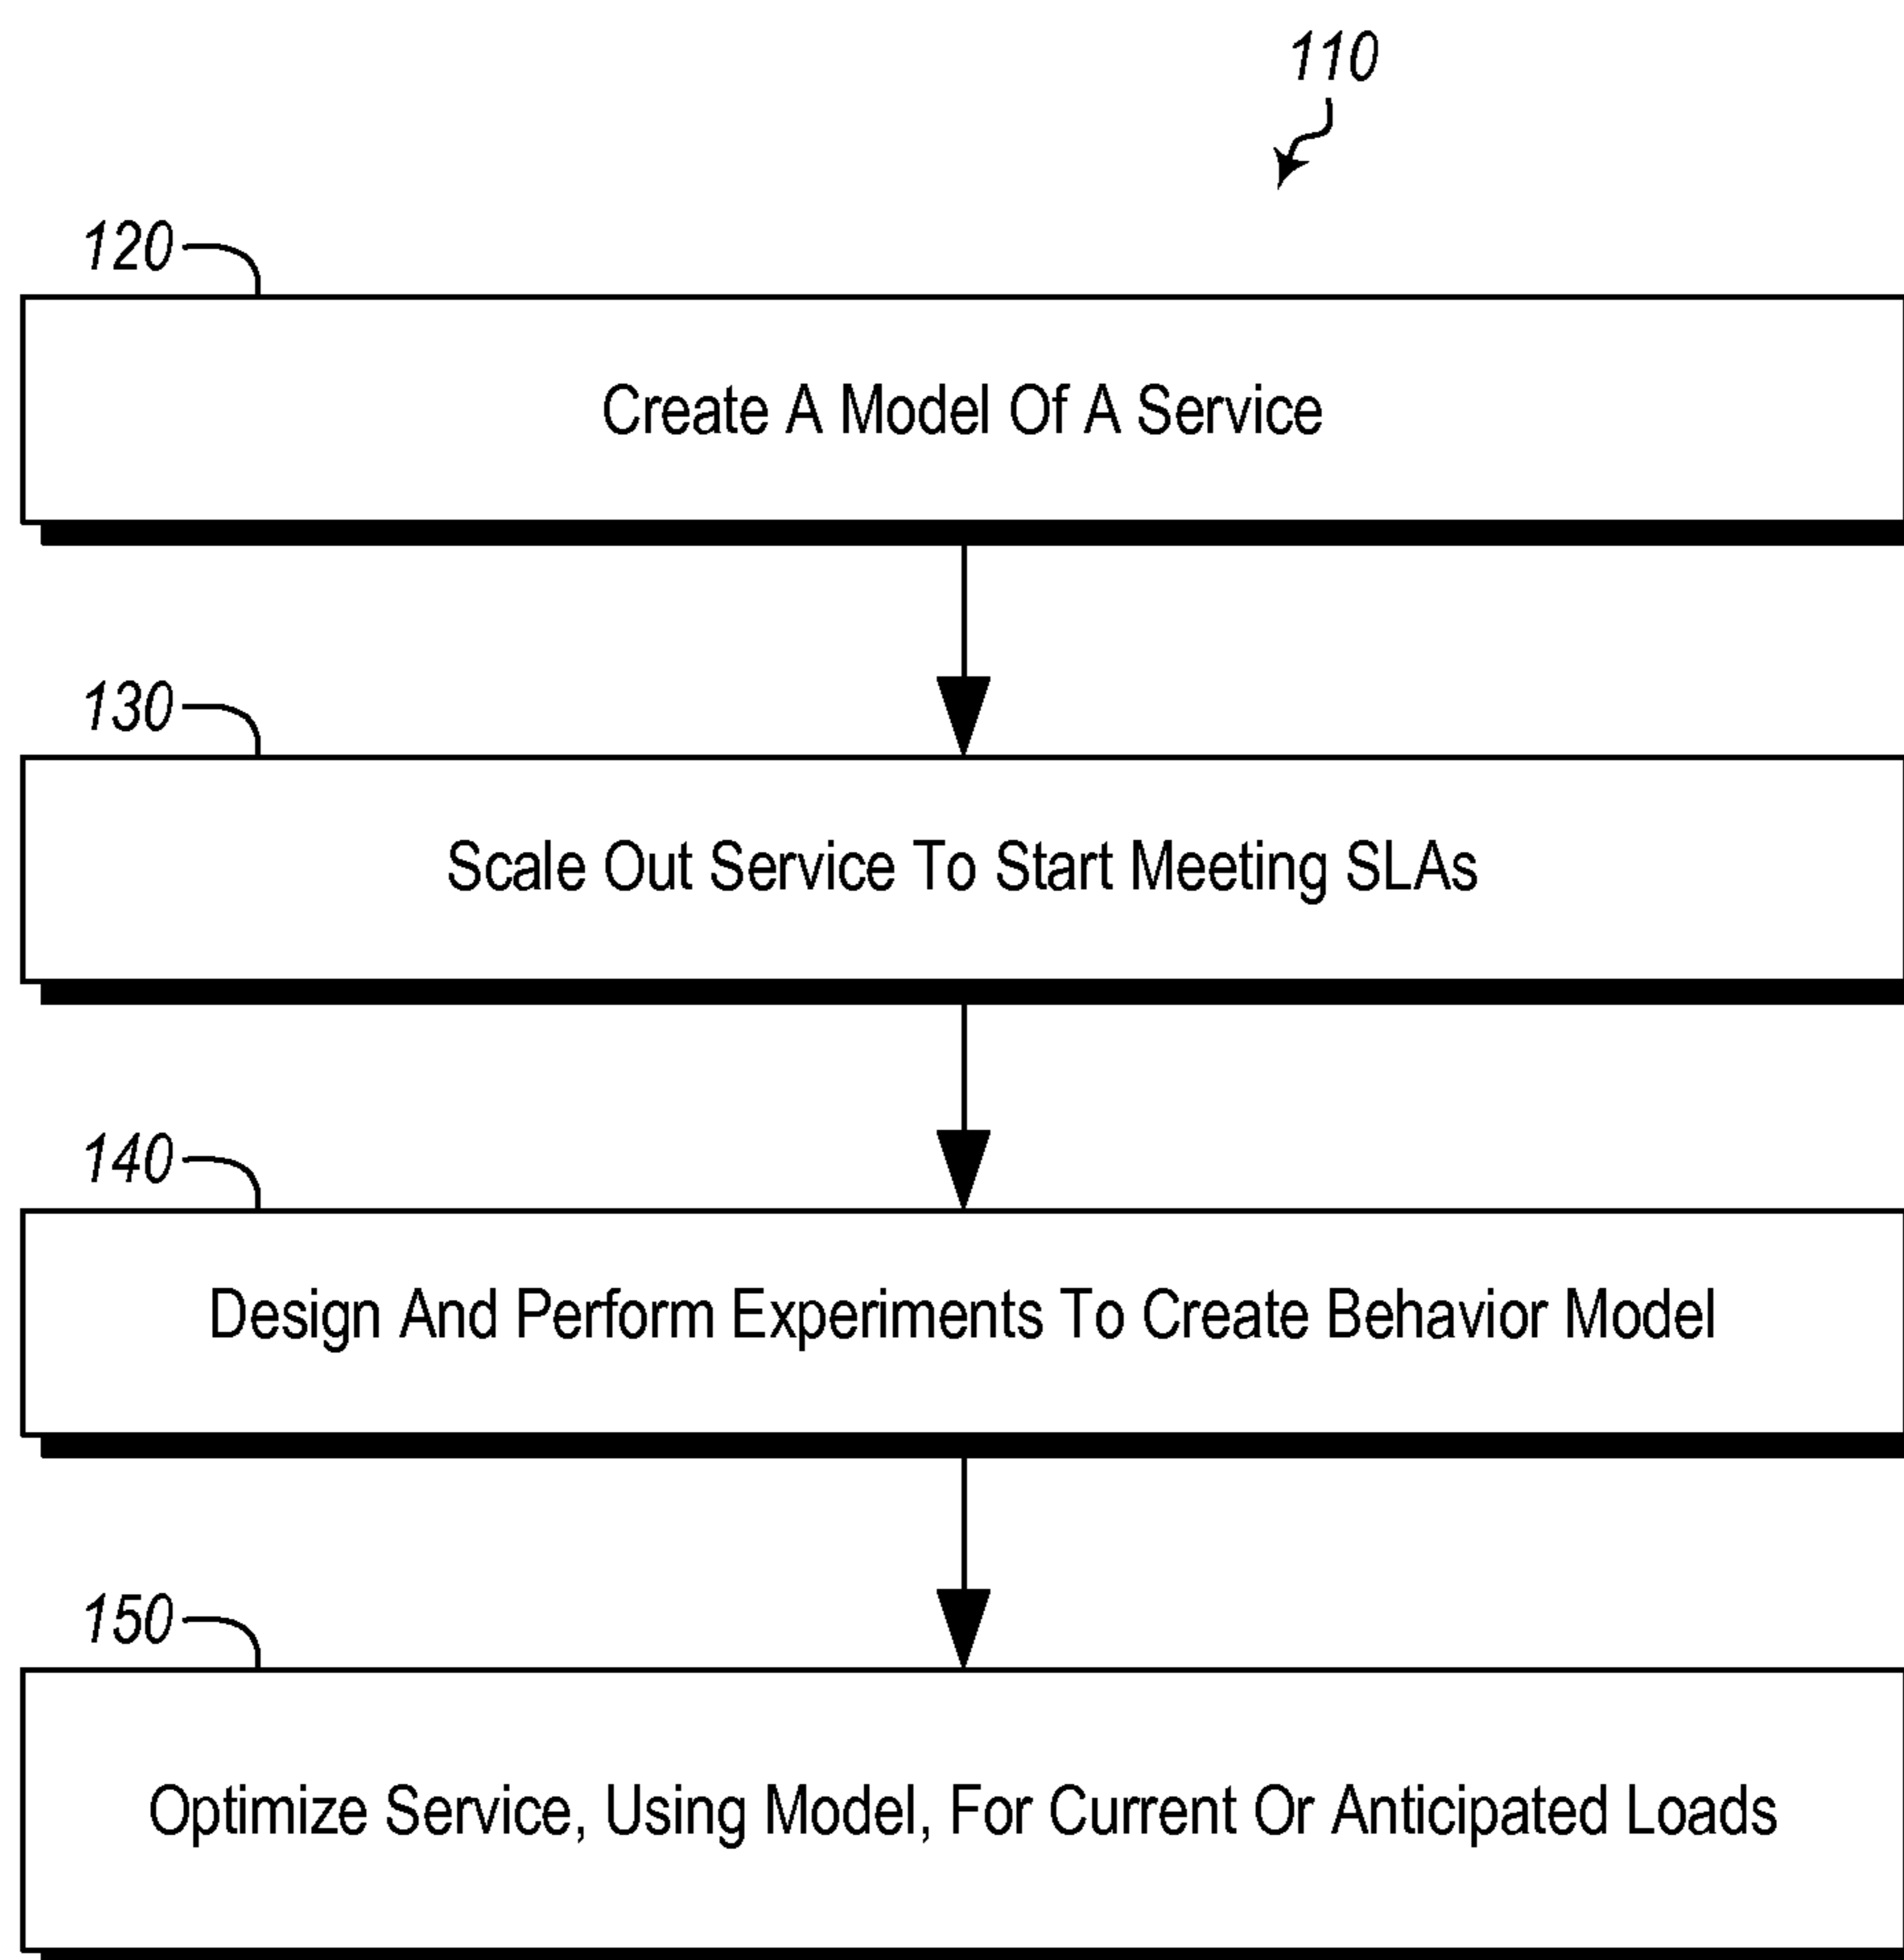 110
120
Create A Model Of A Service
130
Scale Out Service To Start Meeting SLAs
140
Design And Perform Experiments To Create Behavior Model
150
Optimize Service, Using Model, For Current Or Anticipated Loads